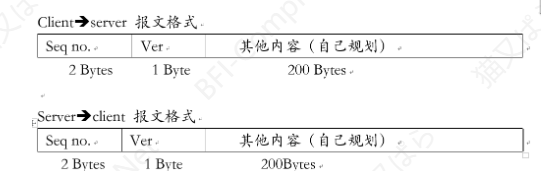 Client➔server 报文格式
Seq no. Ver 其他内容（自己规划）
2 Bytes 1 Byte 200 Bytes
Server➔client 报文格式
Seq no. Ver 其他内容（自己规划）
2 Bytes 1 Byte 200Bytes